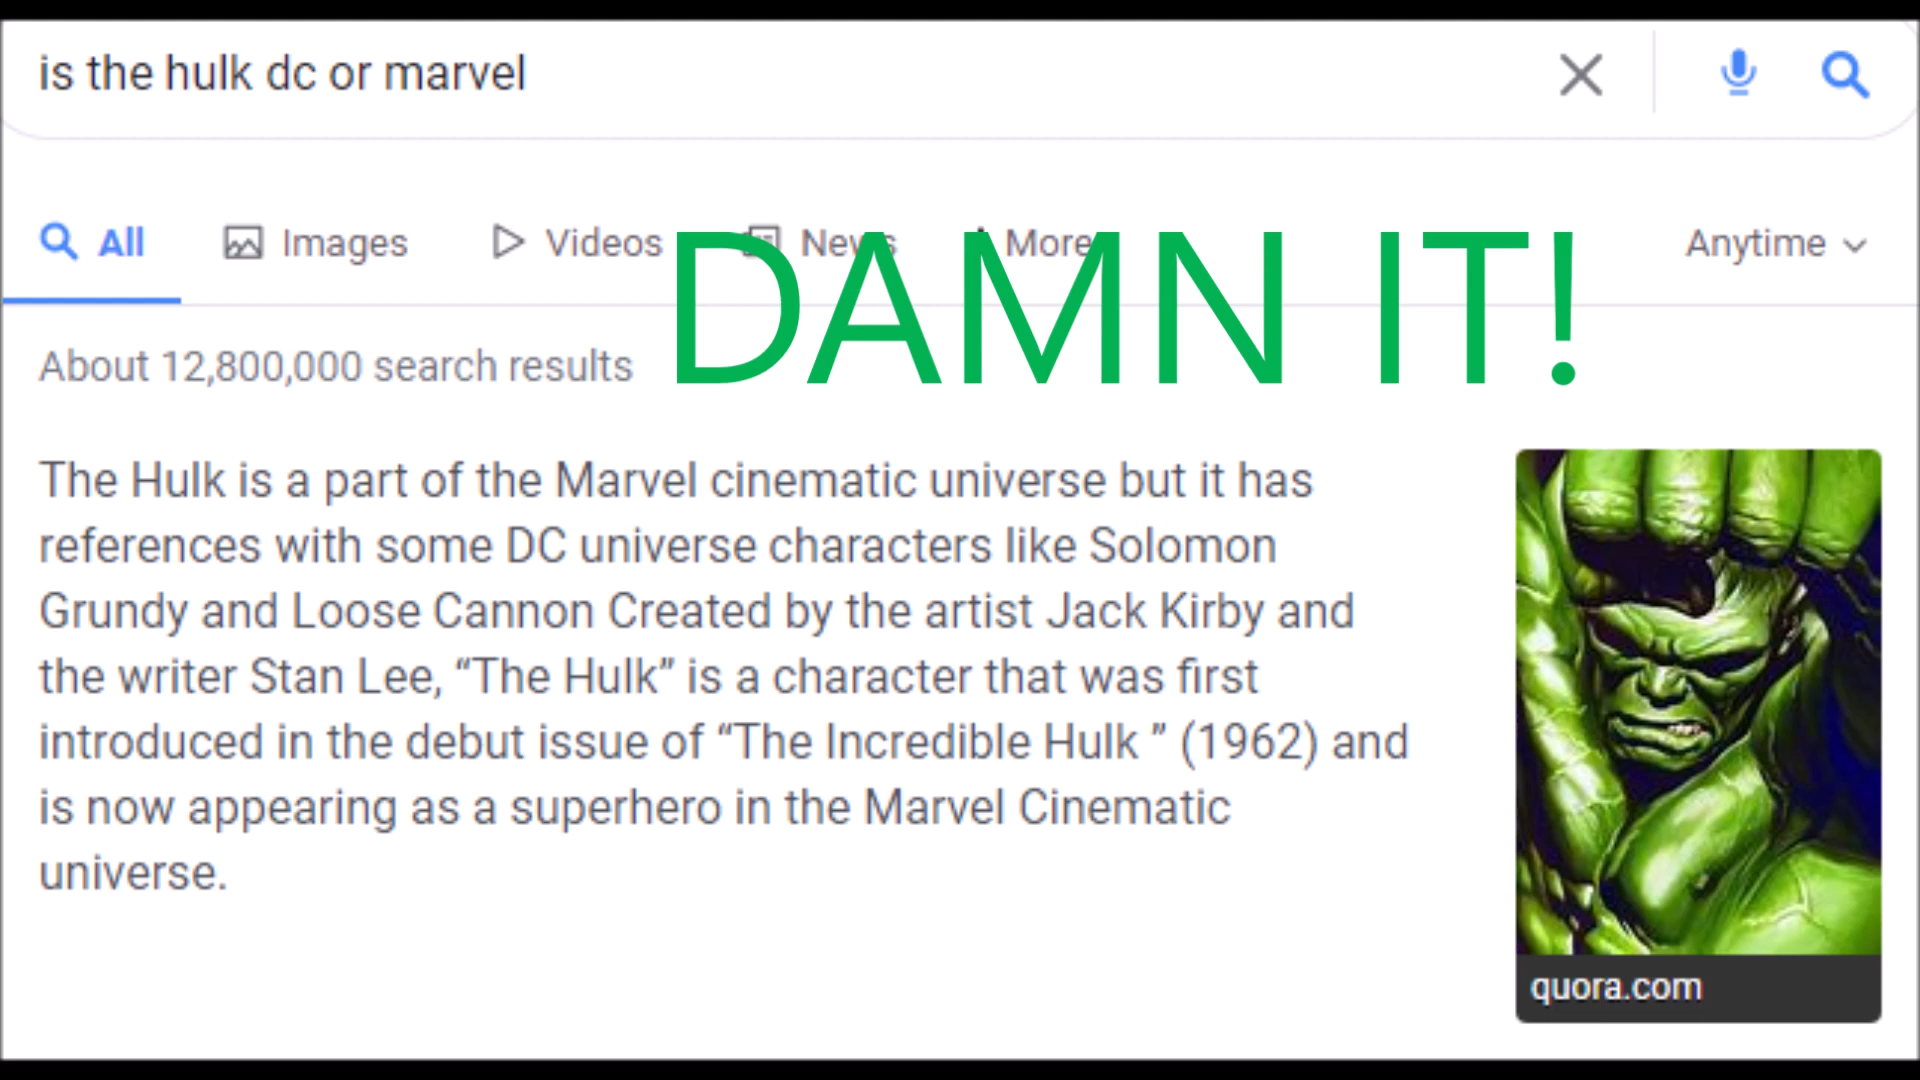 is the hulk dc or marvel
All Images Videos News More Anytime
DAMN IT!
About 12,800,000 search results
The Hulk is a part of the Marvel cinematic universe but it has
references with some DC universe characters like Solomon
Grundy and Loose Cannon Created by the artist Jack Kirby and
the writer Stan Lee, “The Hulk” is a character that was first
introduced in the debut issue of “The Incredible Hulk ” (1962) and
is now appearing as a superhero in the Marvel Cinematic
universe.
quora.com